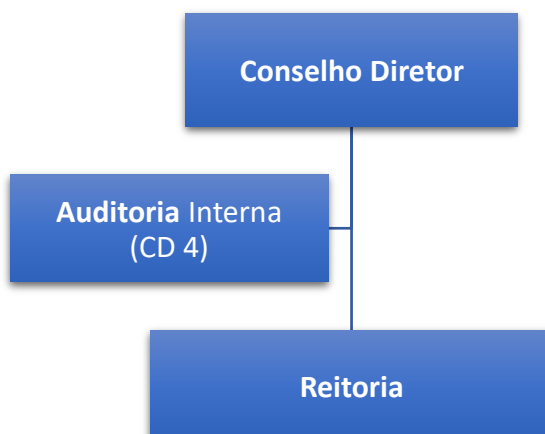 Conselho Diretor
Auditoria Interna
(CD 4)
Reitoria